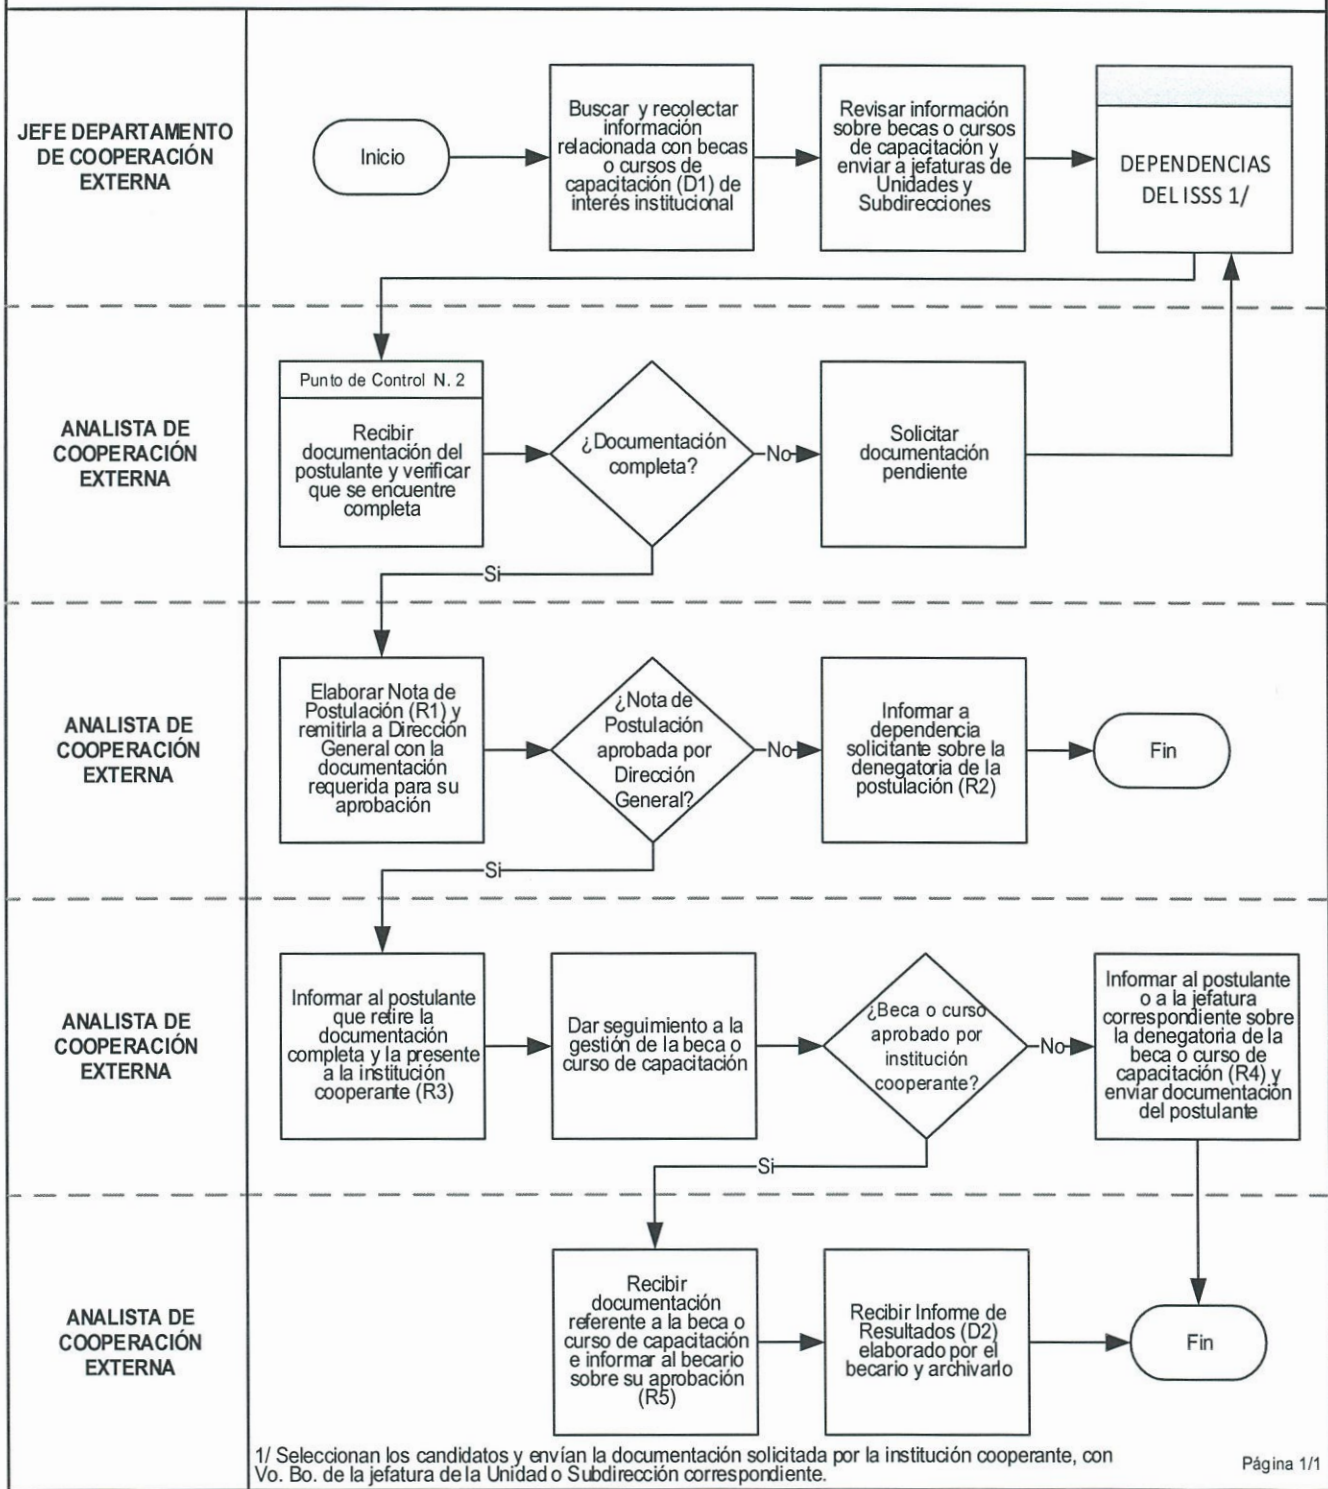 JEFE DEPARTAMENTO
DE COOPERACIÓN
EXTERNA
Inicio
Buscar y recolectar
información
relacionada con becas
o cursos de
capacitación (D1) de
interés institucional
Revisar información
sobre becas o cursos
de capacitación y
enviar a jefaturas de
Unidades y
Subdirecciones
DEPENDENCIAS
DEL ISSS 1/
ANALISTA DE
COOPERACIÓN
EXTERNA
Punto de Control N. 2
Recibir
documentación del
postulante y verificar
que se encuentre
completa
¿Documentación
completa?
No
Solicitar
documentación
pendiente
Si
ANALISTA DE
COOPERACIÓN
EXTERNA
Elaborar Nota de
Postulación (R1) y
remitirla a Dirección
General con la
documentación
requerida para su
aprobación
¿Nota de
Postulación
aprobada por
Dirección
General?
No
Informar a
dependencia
solicitante sobre la
denegatoria de la
postulación (R2)
Fin
Si
ANALISTA DE
COOPERACIÓN
EXTERNA
Informar al postulante
que retire la
documentación
completa y la presente
a la institución
cooperante (R3)
Dar seguimiento a la
gestión de la beca o
curso de capacitación
¿Beca o curso
aprobado por
institución
cooperante?
No
Informar al postulante
o a la jefatura
correspondiente sobre
la denegatoria de la
beca o curso de
capacitación (R4) y
enviar documentación
del postulante
Si
ANALISTA DE
COOPERACIÓN
EXTERNA
Recibir
documentación
referente a la beca o
curso de capacitación
e informar al becario
sobre su aprobación
(R5)
Recibir Informe de
Resultados (D2)
elaborado por el
becario y archivarlo
Fin
1/ Seleccionan los candidatos y envían la documentación solicitada por la institución cooperante, con
Vo. Bo. de la jefatura de la Unidad o Subdirección correspondiente.
Página 1/1